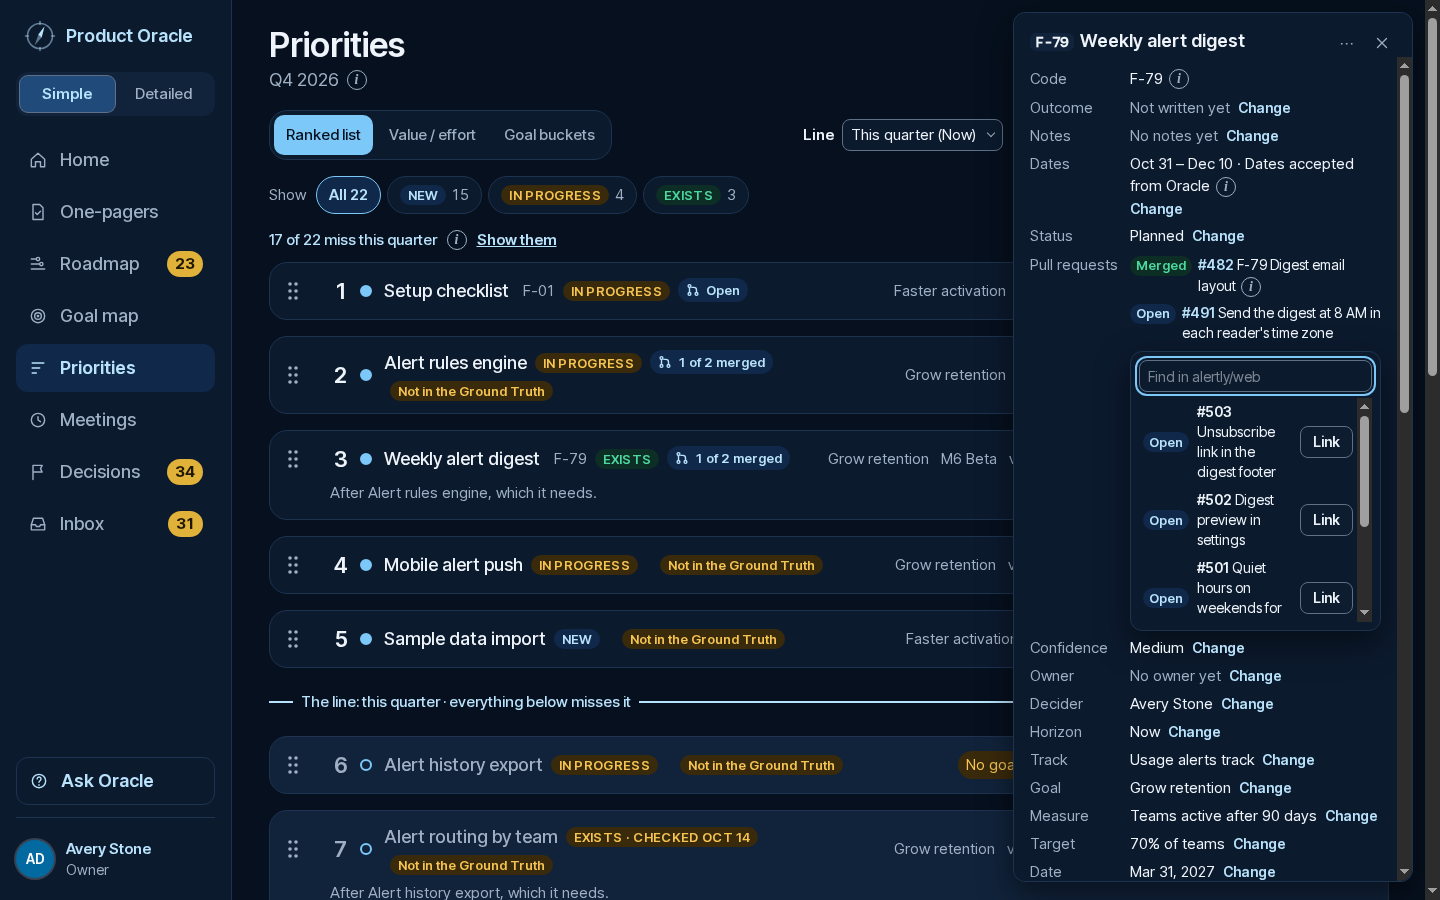 Product Oracle
Simple
Detailed
Home
One-pagers
Roadmap 23
Goal map
Priorities
Meetings
Decisions 34
Inbox 31
Ask Oracle
AD
Avery Stone
Owner
Priorities
Q4 2026 i
Ranked list
Value / effort
Goal buckets
Line
This quarter (Now)
Show
All 22
NEW 15
IN PROGRESS 4
EXISTS 3
17 of 22 miss this quarter i Show them
1 Setup checklist F-01 IN PROGRESS Open Faster activation
2 Alert rules engine IN PROGRESS 1 of 2 merged Grow retention
Not in the Ground Truth
3 Weekly alert digest F-79 EXISTS 1 of 2 merged Grow retention M6 Beta
After Alert rules engine, which it needs.
4 Mobile alert push IN PROGRESS Not in the Ground Truth Grow retention
5 Sample data import NEW Not in the Ground Truth Faster activation
The line: this quarter · everything below misses it
6 Alert history export IN PROGRESS Not in the Ground Truth No goa
7 Alert routing by team EXISTS · CHECKED OCT 14 Grow retention
Not in the Ground Truth
After Alert history export, which it needs.
F-79 Weekly alert digest ...
Code F-79 i
Outcome Not written yet Change
Notes No notes yet Change
Dates Oct 31 – Dec 10 · Dates accepted
from Oracle i
Change
Status Planned Change
Pull requests Merged #482 F-79 Digest email
layout i
Open #491 Send the digest at 8 AM in
each reader's time zone
Find in alertly/web
Open #503
Unsubscribe
link in the
digest footer
Link
Open #502 Digest
preview in
settings
Link
Open #501 Quiet
hours on
weekends for
Link
Confidence Medium Change
Owner No owner yet Change
Decider Avery Stone Change
Horizon Now Change
Track Usage alerts track Change
Goal Grow retention Change
Measure Teams active after 90 days Change
Target 70% of teams Change
Date Mar 31, 2027 Change